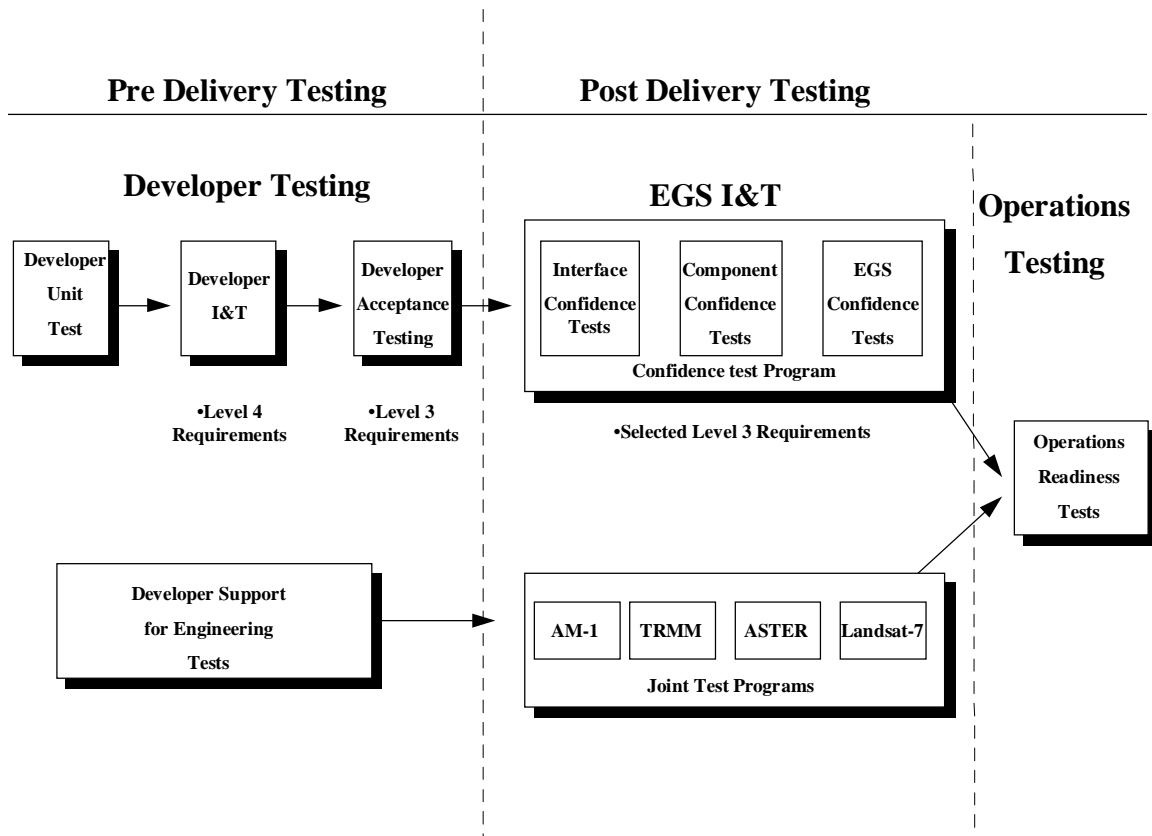 Pre Delivery Testing
Post Delivery Testing
Developer Testing
EGS I&T
Operations
Testing
Developer
Unit
Test
Developer
I&T
Developer
Acceptance
Testing
Interface
Confidence
Tests
Component
Confidence
Tests
EGS
Confidence
Tests
Confidence test Program
•Level 4
Requirements
•Level 3
Requirements
•Selected Level 3 Requirements
Operations
Readiness
Tests
Developer Support
for Engineering
Tests
AM-1
TRMM
ASTER
Landsat-7
Joint Test Programs